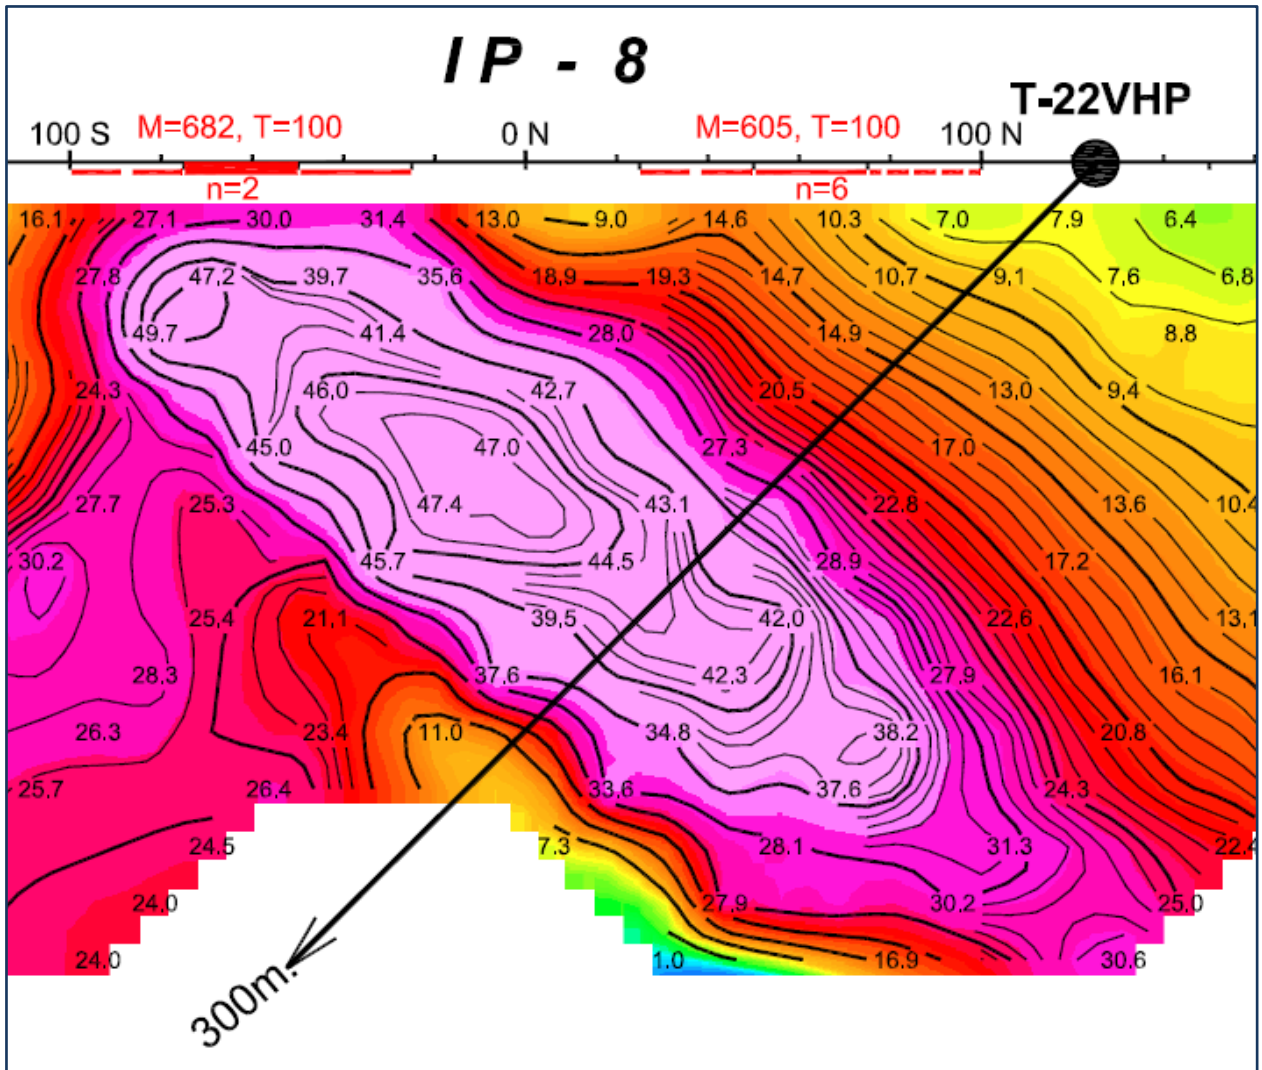 IP - 8
T-22VHP
100 S M=682, T=100 0 N M=605, T=100 100 N
n=2 n=6
16.1 27.1 30.0 31.4 13.0 9.0 14.6 10.3 7.0 7.9 6.4
27.8 47.2 39.7 35.6 18.9 19.3 14.7 10.7 9.1 7.6 6.8
49.7 41.4 28.0 14.9 8.8
24.3 46.0 42.7 20.5 13.0 9.4
45.0 47.0 27.3 17.0
27.7 25.3 47.4 43.1 22.8 13.6 10.4
30.2 45.7 44.5 28.9 17.2
25.4 21.1 39.5 42.0 22.6 13.1
28.3 37.6 42.3 27.9 16.1
26.3 23.4 11.0 34.8 38.2 20.8
25.7 26.4 33.6 37.6 24.3
24.5 7.3 28.1 31.3 22.4
24.0 27.9 30.2 25.0
24.0 1.0 16.9 30.6
300m.